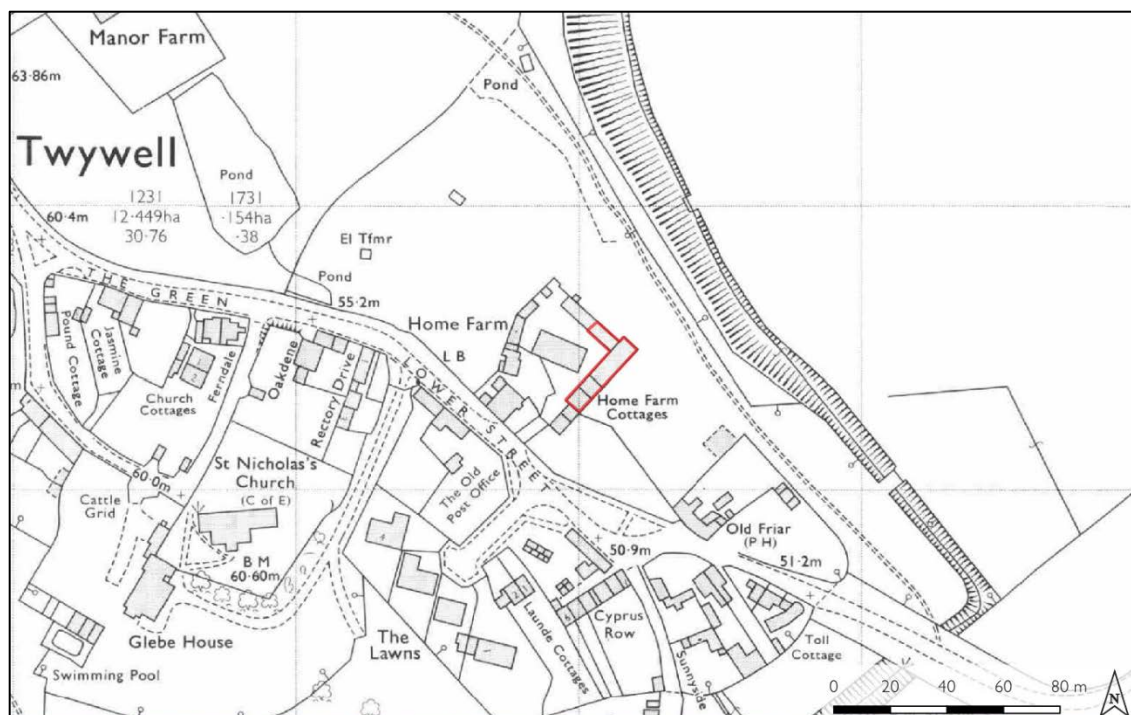 Manor Farm
63·86m
Pond
Twywell
Pond
1231
12·449ha
30·76
1731
·154ha
·38
60·4m
El Tfmr
Pond
THE GREEN
55·2m
Home Farm
L B
Pound Cottage
Jasmine Cottage
Church Cottages
1
2
Ferndale
Oakdene
Rectory Drive
LOWER STREET
Home Farm
Cottages
60·0m
St Nicholas's
Church
(C of E)
Cattle
Grid
The Old
Post Office
Old Friar
(P H)
B M
60·60m
50·9m
51·2m
4
Glebe House
The
Lawns
Launde Cottages
Cyprus
Row
Sunnyside
Toll
Cottage
Swimming Pool
0 20 40 60 80 m
N